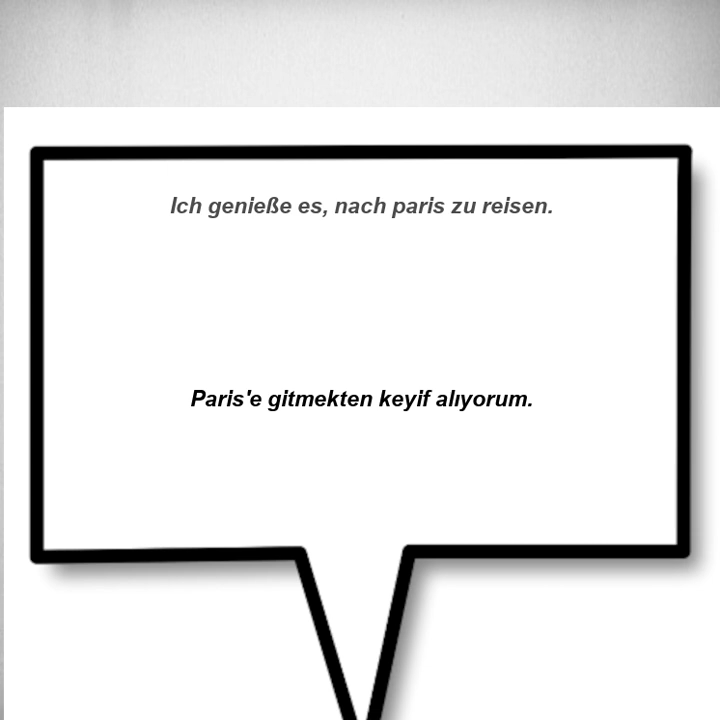 Ich genieße es, nach paris zu reisen.
Paris'e gitmekten keyif alıyorum.